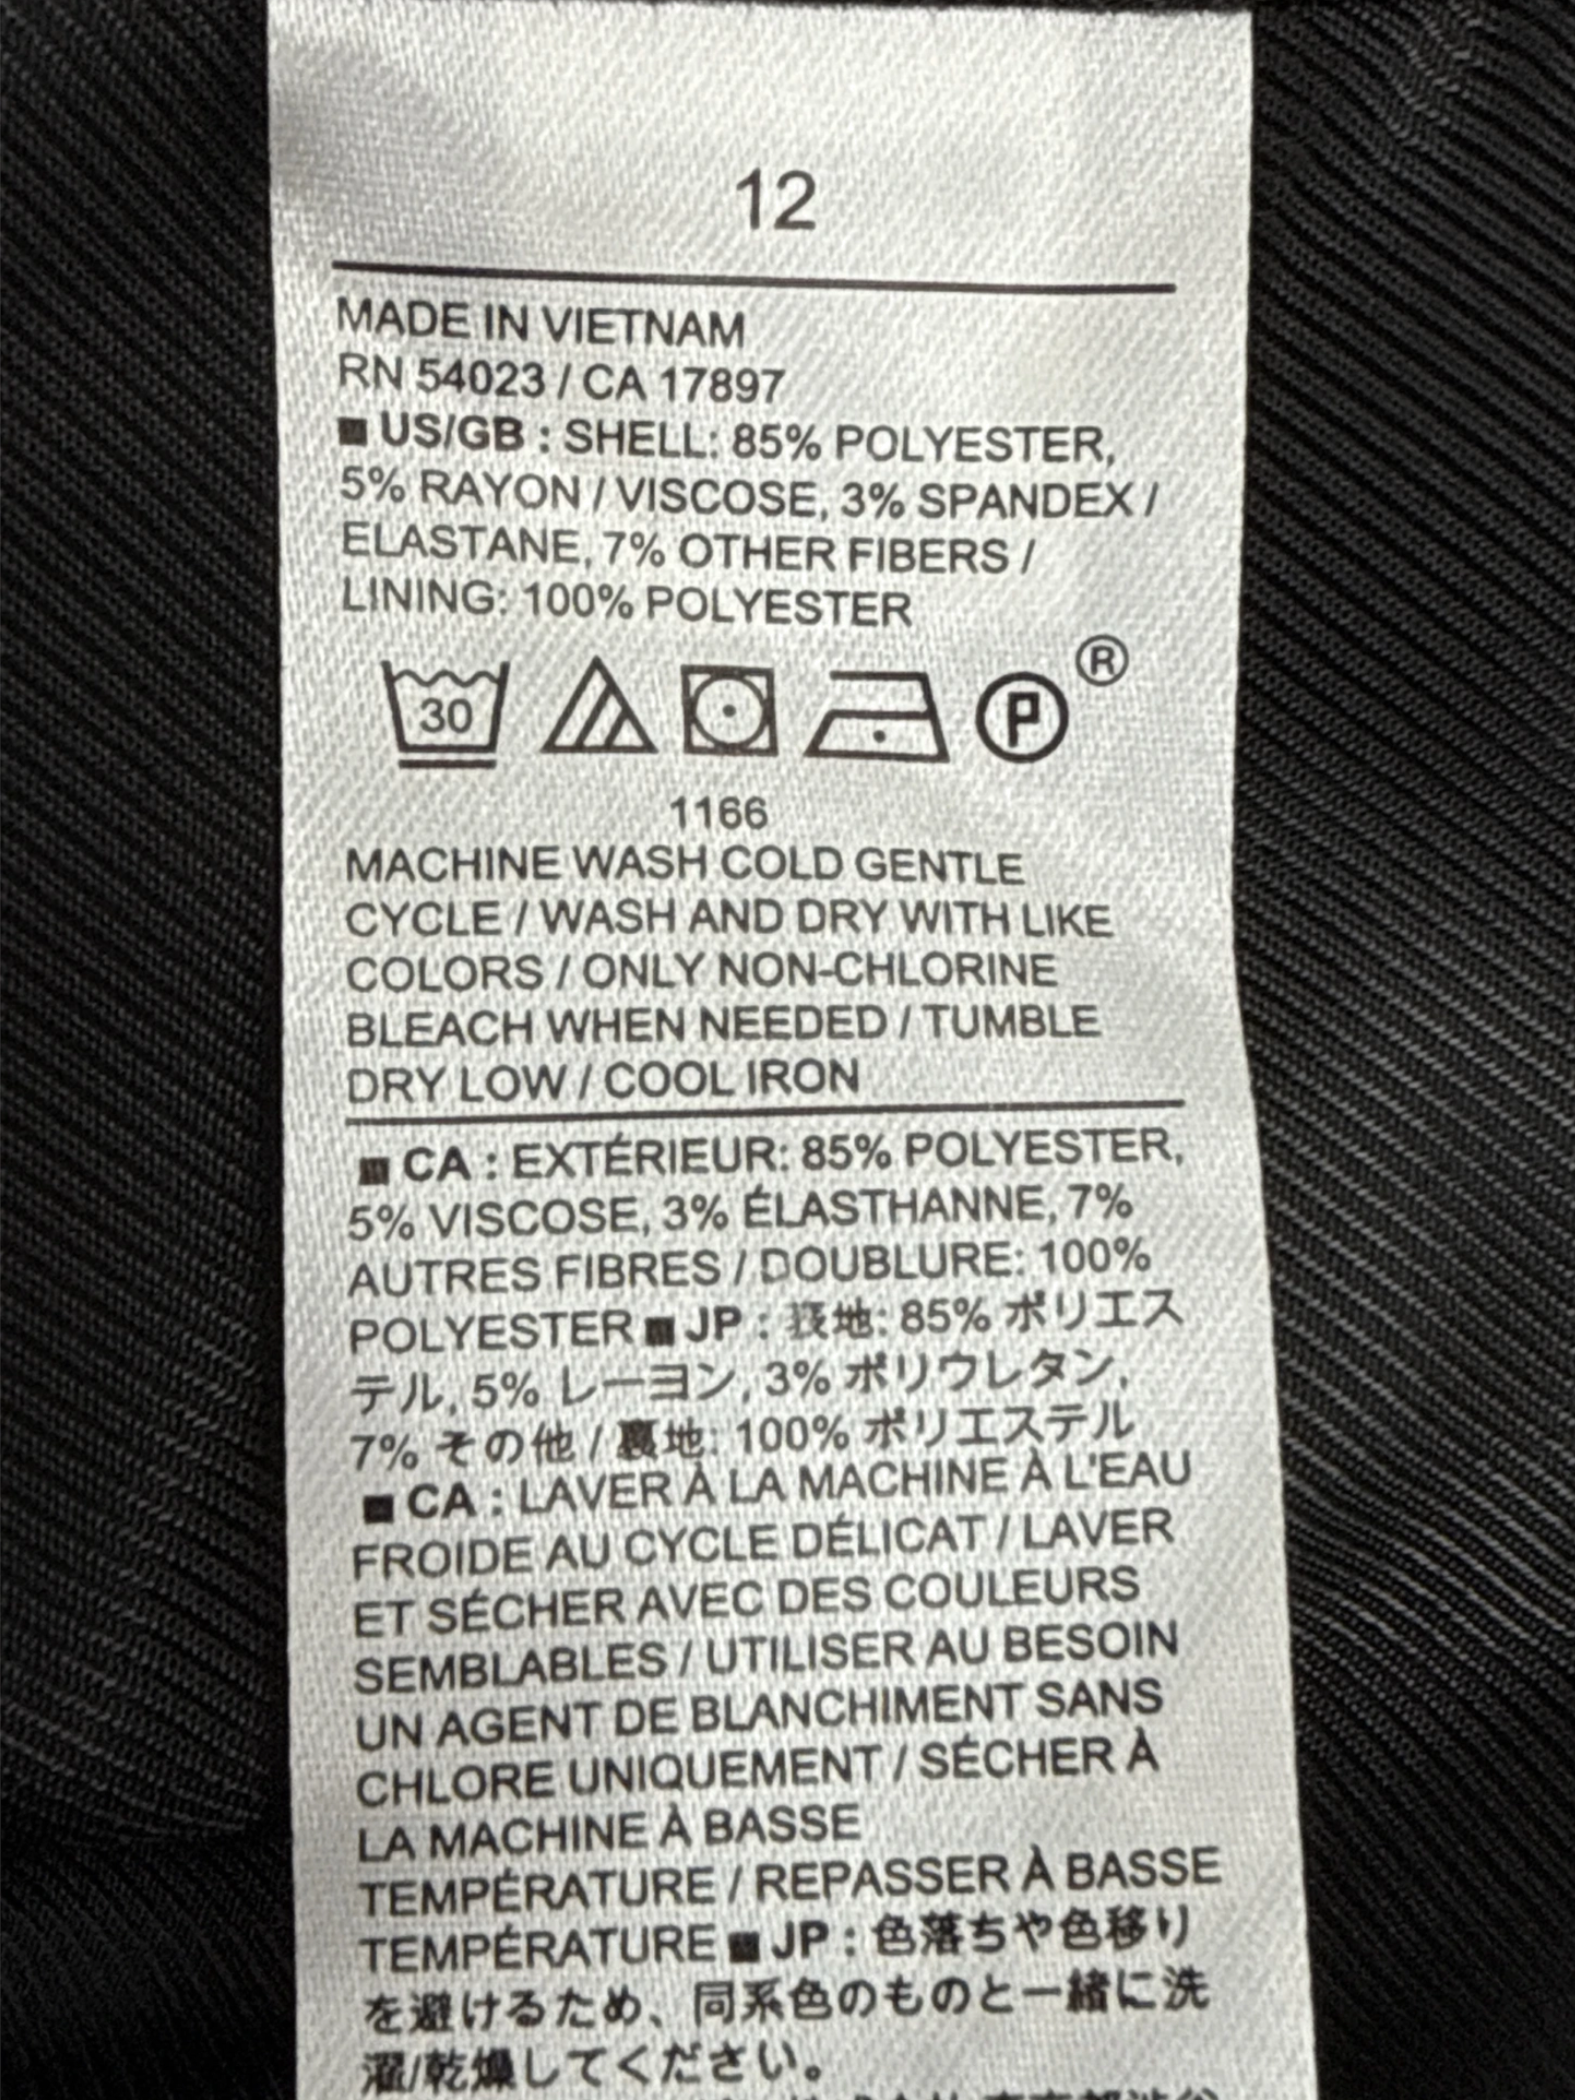 12
MADE IN VIETNAM
RN 54023 / CA 17897
■ US/GB : SHELL: 85% POLYESTER,
5% RAYON / VISCOSE, 3% SPANDEX /
ELASTANE, 7% OTHER FIBERS /
LINING: 100% POLYESTER
30 P ®
1166
MACHINE WASH COLD GENTLE
CYCLE / WASH AND DRY WITH LIKE
COLORS / ONLY NON-CHLORINE
BLEACH WHEN NEEDED / TUMBLE
DRY LOW / COOL IRON
■ CA : EXTÉRIEUR: 85% POLYESTER,
5% VISCOSE, 3% ÉLASTHANNE, 7%
AUTRES FIBRES / DOUBLURE: 100%
POLYESTER ■ JP : 表地: 85% ポリエス
テル, 5% レーヨン, 3% ポリウレタン,
7% その他 / 裏地: 100% ポリエステル
■ CA : LAVER À LA MACHINE À L'EAU
FROIDE AU CYCLE DÉLICAT / LAVER
ET SÉCHER AVEC DES COULEURS
SEMBLABLES / UTILISER AU BESOIN
UN AGENT DE BLANCHIMENT SANS
CHLORE UNIQUEMENT / SÉCHER À
LA MACHINE À BASSE
TEMPÉRATURE / REPASSER À BASSE
TEMPÉRATURE ■ JP : 色落ちや色移り
を避けるため、同系色のものと一緒に洗
濯/乾燥してください。